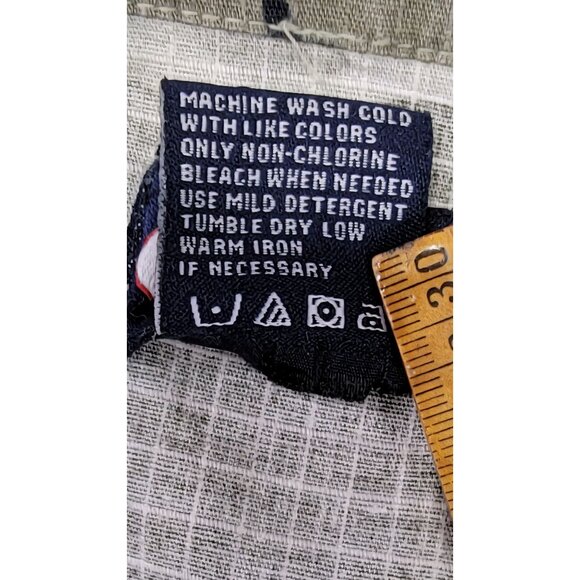 MACHINE WASH COLD
WITH LIKE COLORS
ONLY NON-CHLORINE
BLEACH WHEN NEEDED
USE MILD DETERGENT
TUMBLE DRY LOW
WARM IRON
IF NECESSARY
30